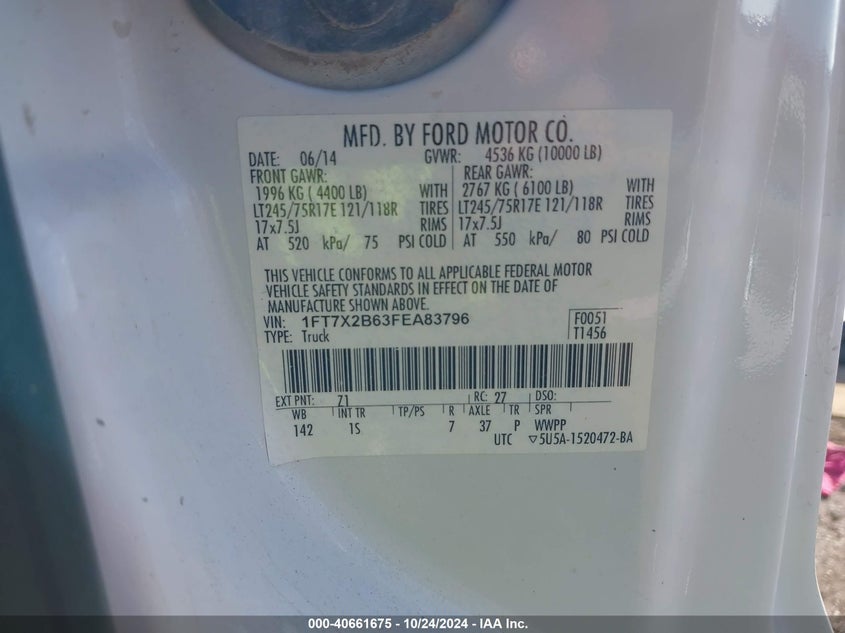 MFD. BY FORD MOTOR CO.
DATE: 06/14 GVWR: 4536 KG (10000 LB)
FRONT GAWR: REAR GAWR:
1996 KG ( 4400 LB) WITH 2767 KG ( 6100 LB) WITH
LT245/75R17E 121/118R TIRES LT245/75R17E 121/118R TIRES
17x7.5J RIMS 17x7.5J RIMS
AT 520 kPa/ 75 PSI COLD AT 550 kPa/ 80 PSI COLD
THIS VEHICLE CONFORMS TO ALL APPLICABLE FEDERAL MOTOR
VEHICLE SAFETY STANDARDS IN EFFECT ON THE DATE OF
MANUFACTURE SHOWN ABOVE.
VIN: 1FT7X2B63FEA83796 F0051
TYPE: Truck T1456
EXT PNT: Z1 RC: 27 DSO:
WB INT TR TP/PS R AXLE TR SPR
142 1S 7 37 P WWPP
UTC ▽5U5A-1520472-BA
000-40661675 - 10/24/2024 - IAA Inc.